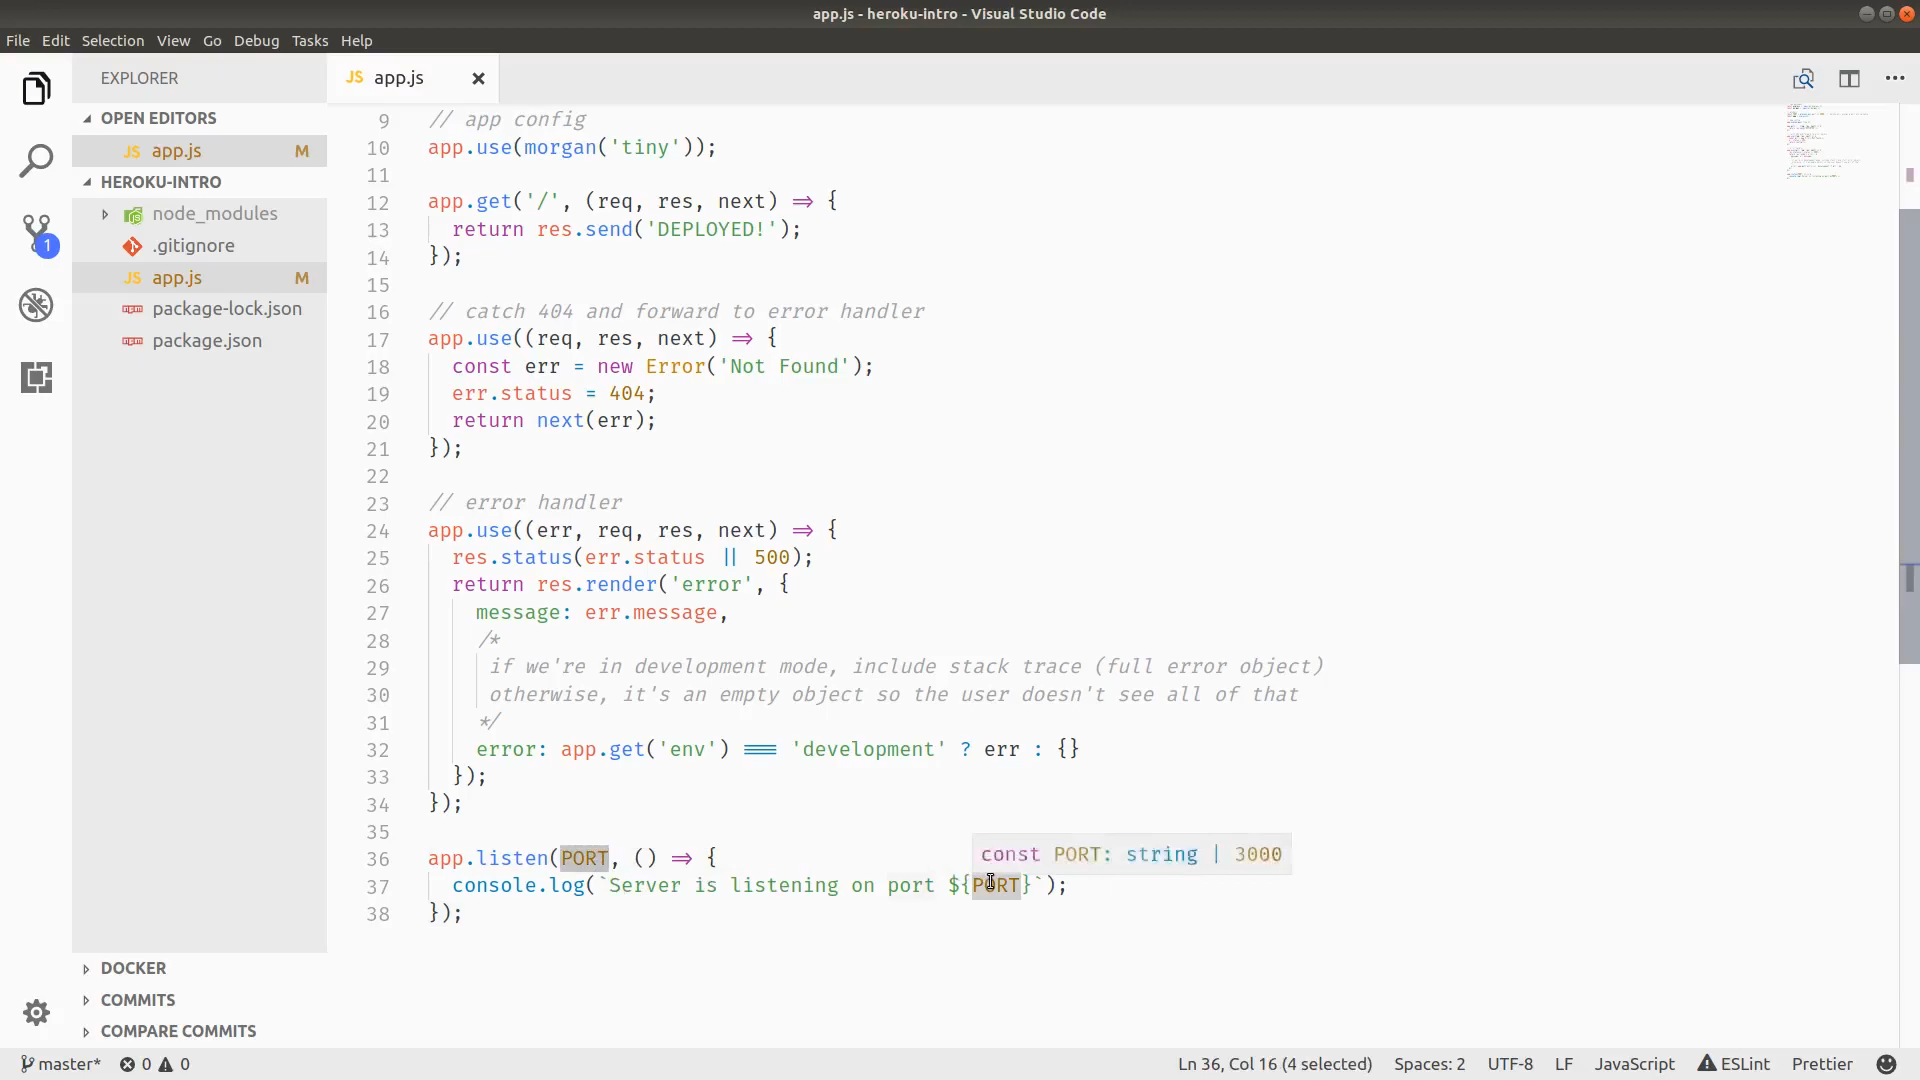 app.js - heroku-intro - Visual Studio Code
File Edit Selection View Go Debug Tasks Help
EXPLORER
OPEN EDITORS
JS app.js M
HEROKU-INTRO
node_modules
.gitignore
JS app.js M
package-lock.json
package.json
DOCKER
COMMITS
COMPARE COMMITS
1
JS app.js
9 // app config
10 app.use(morgan('tiny'));
11
12 app.get('/', (req, res, next) => {
13 return res.send('DEPLOYED!');
14 });
15
16 // catch 404 and forward to error handler
17 app.use((req, res, next) => {
18 const err = new Error('Not Found');
19 err.status = 404;
20 return next(err);
21 });
22
23 // error handler
24 app.use((err, req, res, next) => {
25 res.status(err.status || 500);
26 return res.render('error', {
27 message: err.message,
28 /*
29 if we're in development mode, include stack trace (full error object)
30 otherwise, it's an empty object so the user doesn't see all of that
31 */
32 error: app.get('env') === 'development' ? err : {}
33 });
34 });
35
36 app.listen(PORT, () => {
const PORT: string | 3000
37 console.log(`Server is listening on port ${PORT}`);
38 });
master* 0 0 Ln 36, Col 16 (4 selected) Spaces: 2 UTF-8 LF JavaScript ESLint Prettier